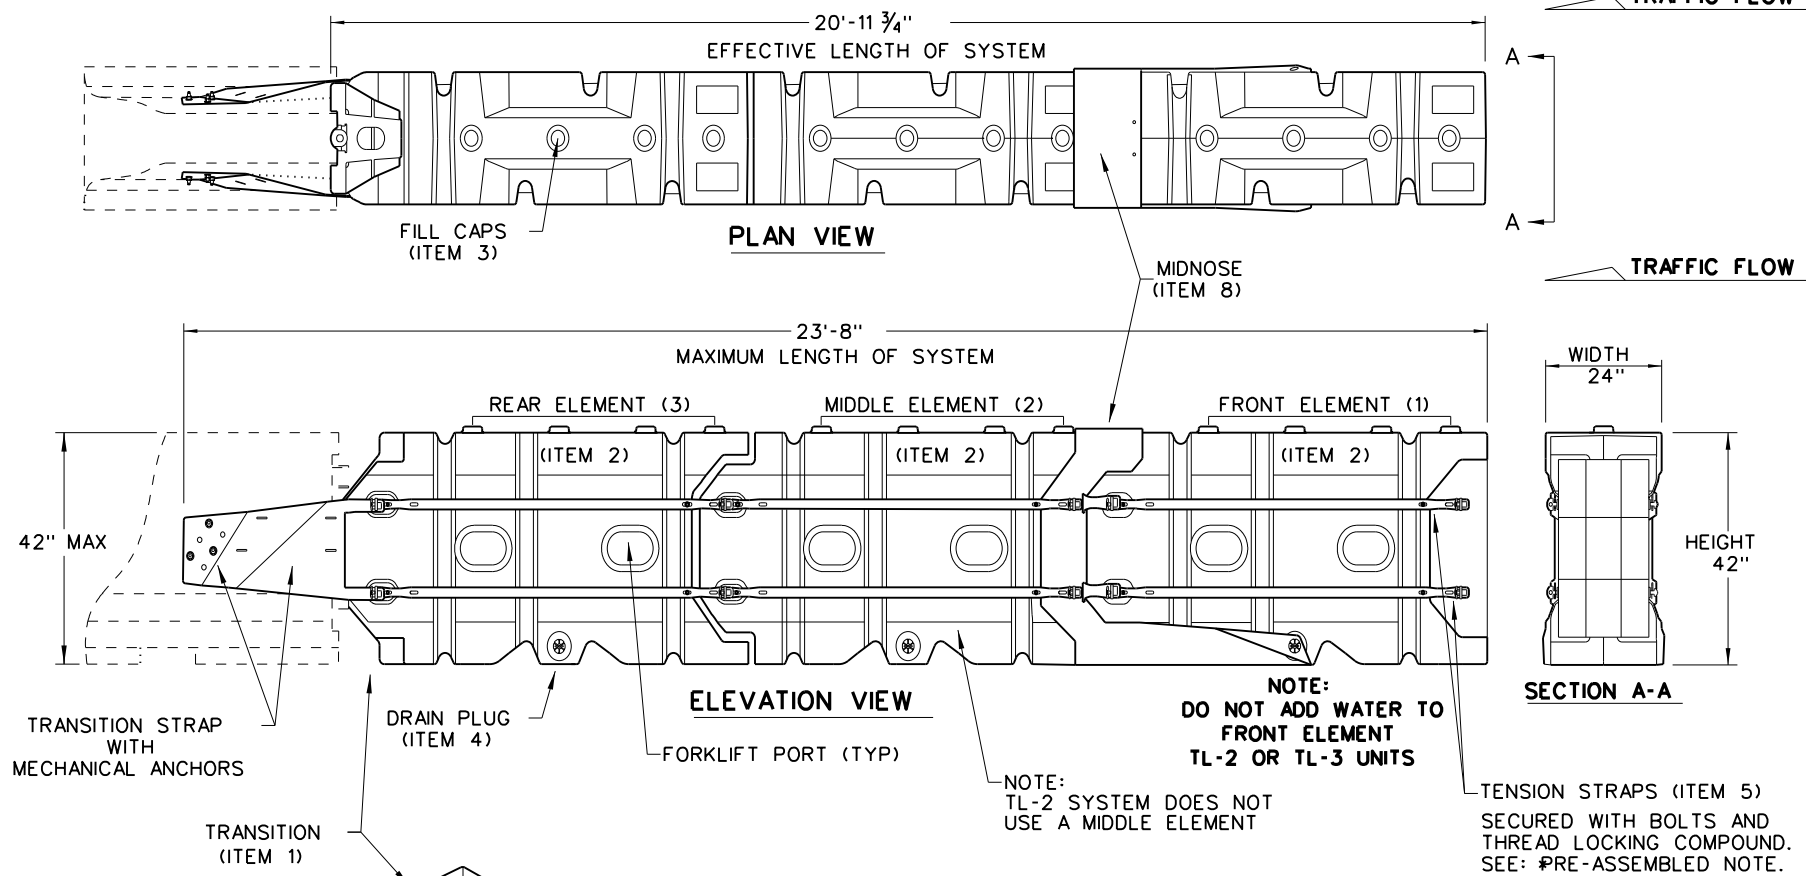 TRAFFIC FLOW
20'-11 ¾"
EFFECTIVE LENGTH OF SYSTEM
A
A
FILL CAPS
(ITEM 3)
PLAN VIEW
MIDNOSE
(ITEM 8)
TRAFFIC FLOW
23'-8"
MAXIMUM LENGTH OF SYSTEM
WIDTH
24"
REAR ELEMENT (3)
MIDDLE ELEMENT (2)
FRONT ELEMENT (1)
(ITEM 2)
(ITEM 2)
(ITEM 2)
42" MAX
HEIGHT
42"
ELEVATION VIEW
SECTION A-A
TRANSITION STRAP
WITH
MECHANICAL ANCHORS
DRAIN PLUG
(ITEM 4)
FORKLIFT PORT (TYP)
NOTE:
DO NOT ADD WATER TO
FRONT ELEMENT
TL-2 OR TL-3 UNITS
NOTE:
TL-2 SYSTEM DOES NOT
USE A MIDDLE ELEMENT
TENSION STRAPS (ITEM 5)
SECURED WITH BOLTS AND
THREAD LOCKING COMPOUND.
SEE: *PRE-ASSEMBLED NOTE.
TRANSITION
(ITEM 1)